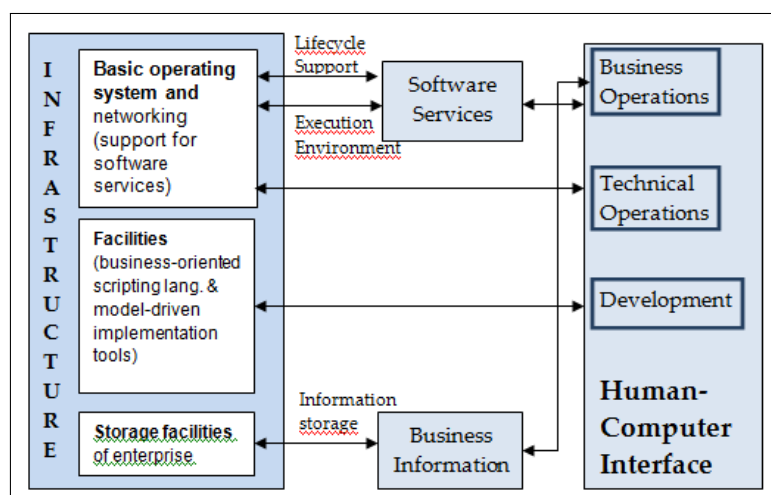 INFRASTRUCTURE
Basic operating
system and
networking
(support for
software
services)
Facilities
(business-oriented
scripting lang. &
model-driven
implementation
tools)
Storage facilities
of enterprise
Lifecycle
Support
Execution
Environment
Information
storage
Software
Services
Business
Information
Business
Operations
Technical
Operations
Development
Human-
Computer
Interface